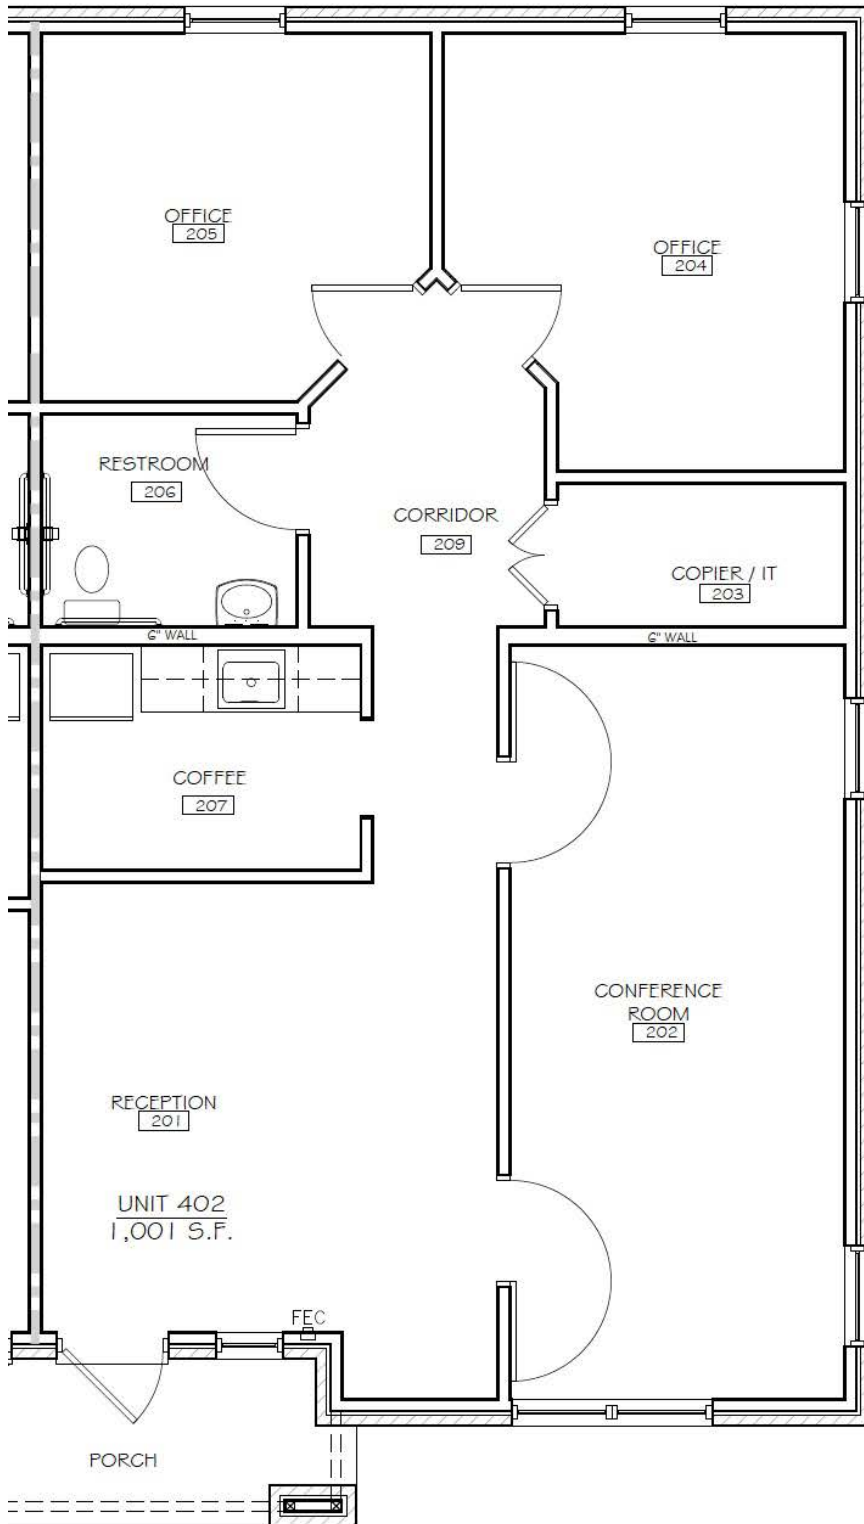 OFFICE
205
OFFICE
204
RESTROOM
206
CORRIDOR
209
COPIER / IT
203
6" WALL
6" WALL
COFFEE
207
CONFERENCE
ROOM
202
RECEPTION
201
UNIT 402
1,001 S.F.
FEC
PORCH